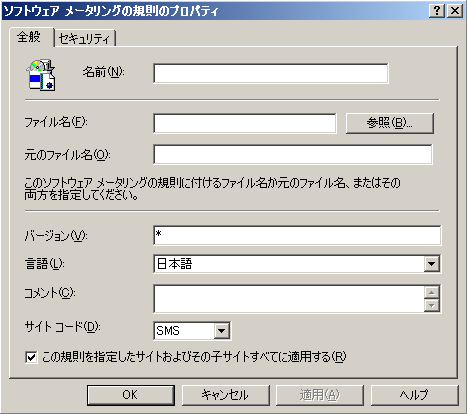 ソフトウェア メータリングの規則のプロパティ
全般
セキュリティ
名前(N):
ファイル名(F):
参照(B)...
元のファイル名(O):
このソフトウェア メータリングの規則に付けるファイル名か元のファイル名、またはその
両方を指定してください。
バージョン(V):
*
言語(L):
日本語
コメント(C):
サイト コード(D):
SMS
この規則を指定したサイトおよびその子サイトすべてに適用する(R)
OK
キャンセル
適用(A)
ヘルプ